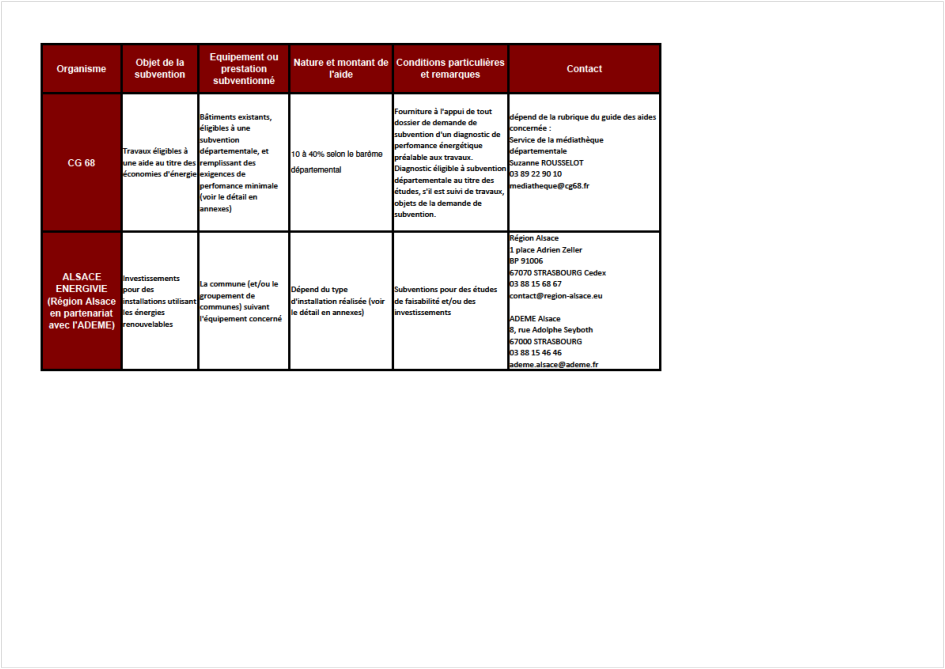 Organisme
Objet de la
subvention
Equipement ou
prestation
subventionné
Nature et montant de
l'aide
Conditions particulières
et remarques
Contact
CG 68
Travaux éligibles à
une aide au titre des
économies d'énergie
Bâtiments existants,
éligibles à une
subvention
départementale, et
remplissant des
exigences de
perfomance minimale
(voir le détail en
annexes)
10 à 40% selon le barème
départemental
Fourniture à l'appui de tout
dossier de demande de
subvention d'un diagnostic de
perfomance énergétique
préalable aux travaux.
Diagnostic éligible à subvention
départementale au titre des
études, s'il est suivi de travaux,
objets de la demande de
subvention.
dépend de la rubrique du guide des aides
concernée :
Service de la médiathèque
départementale
Suzanne ROUSSELOT
03 89 22 90 10
mediatheque@cg68.fr
ALSACE
ENERGIVIE
(Région Alsace
en partenariat
avec l'ADEME)
Investissements
pour des
installations utilisant
les énergies
renouvelables
La commune (et/ou le
groupement de
communes) suivant
l'équipement concerné
Dépend du type
d'installation réalisée (voir
le détail en annexes)
Subventions pour des études
de faisabilité et/ou des
investissements
Région Alsace
1 place Adrien Zeller
BP 91006
67070 STRASBOURG Cedex
03 88 15 68 67
contact@region-alsace.eu
ADEME Alsace
8, rue Adolphe Seyboth
67000 STRASBOURG
03 88 15 46 46
ademe.alsace@ademe.fr